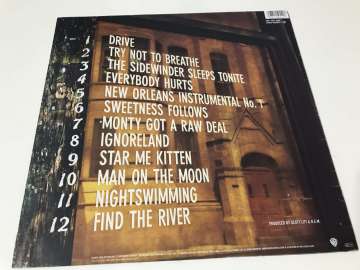 1 DRIVE
2 TRY NOT TO BREATHE
3 THE SIDEWINDER SLEEPS TONITE
4 EVERYBODY HURTS
5 NEW ORLEANS INSTRUMENTAL No. 1
6 SWEETNESS FOLLOWS
7 MONTY GOT A RAW DEAL
8 IGNORELAND
9 STAR ME KITTEN
10 MAN ON THE MOON
11 NIGHTSWIMMING
12 FIND THE RIVER
PRODUCED BY SCOTT LITT & R.E.M.